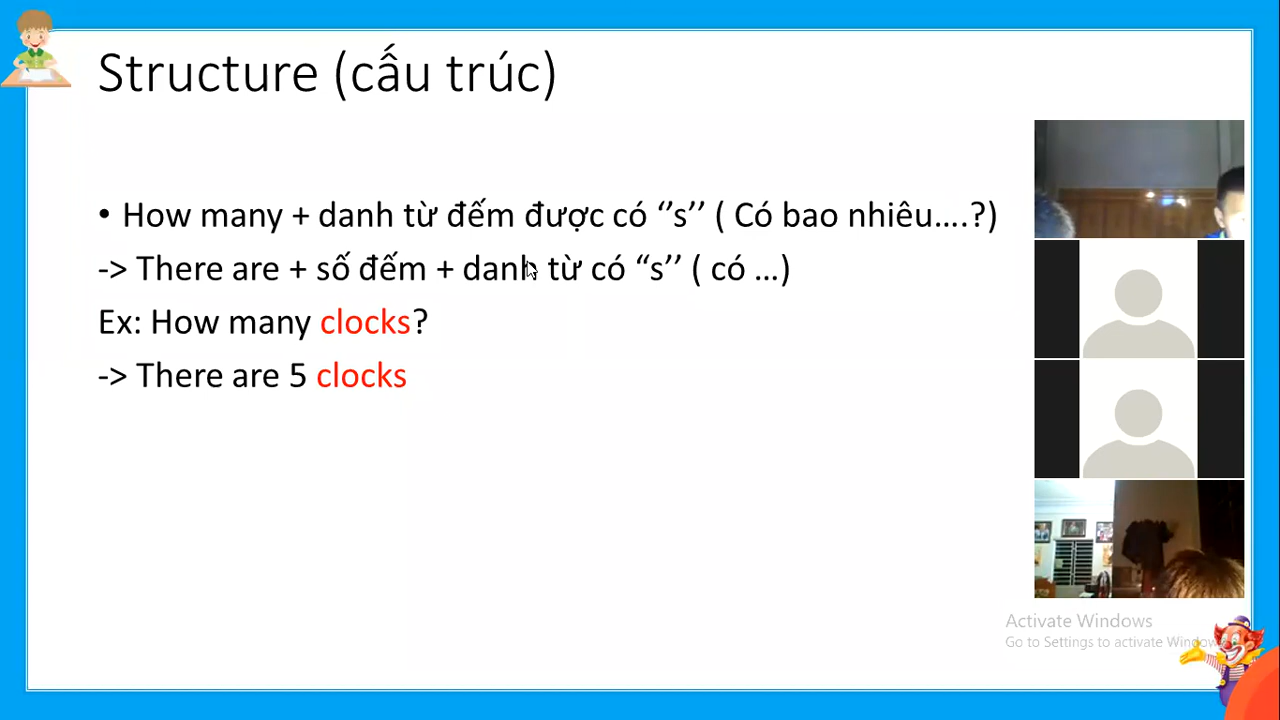 Structure (cấu trúc)
• How many + danh từ đếm được có ‘’s’’ ( Có bao nhiêu….?)
-> There are + số đếm + danh từ có “s’’ ( có …)
Ex: How many clocks?
-> There are 5 clocks
Activate Windows
Go to Settings to activate Windows.